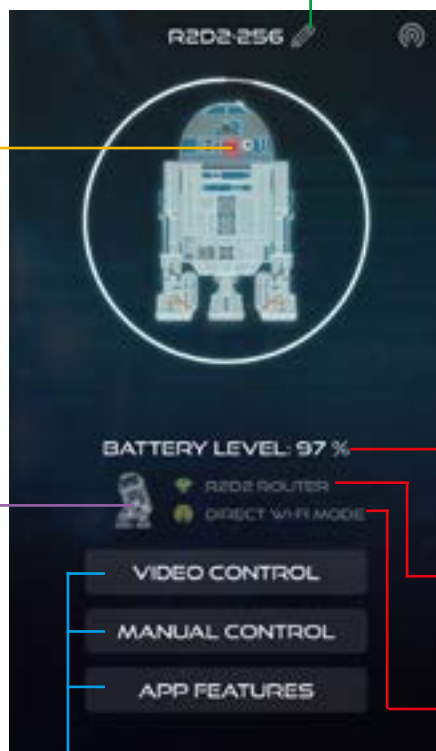 R2D2-256
BATTERY LEVEL: 97 %
R2D2 ROUTER
DIRECT WI-FI MODE
VIDEO CONTROL
MANUAL CONTROL
APP FEATURES